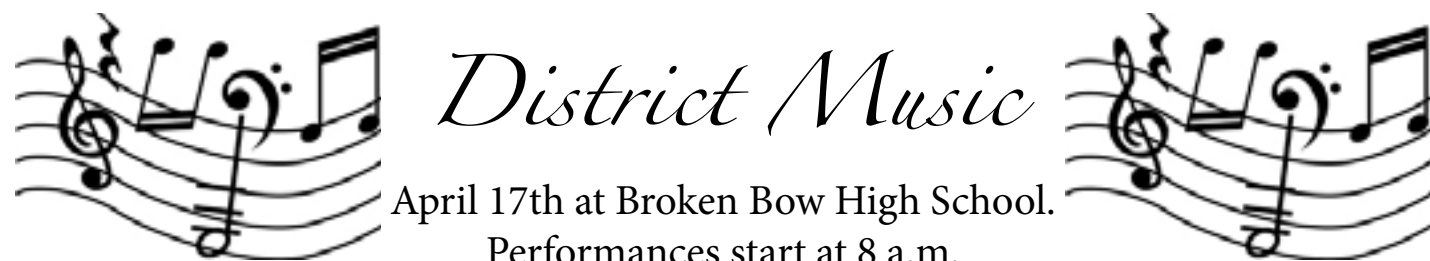 District Music
April 17th at Broken Bow High School.
Performances start at 8 a.m.